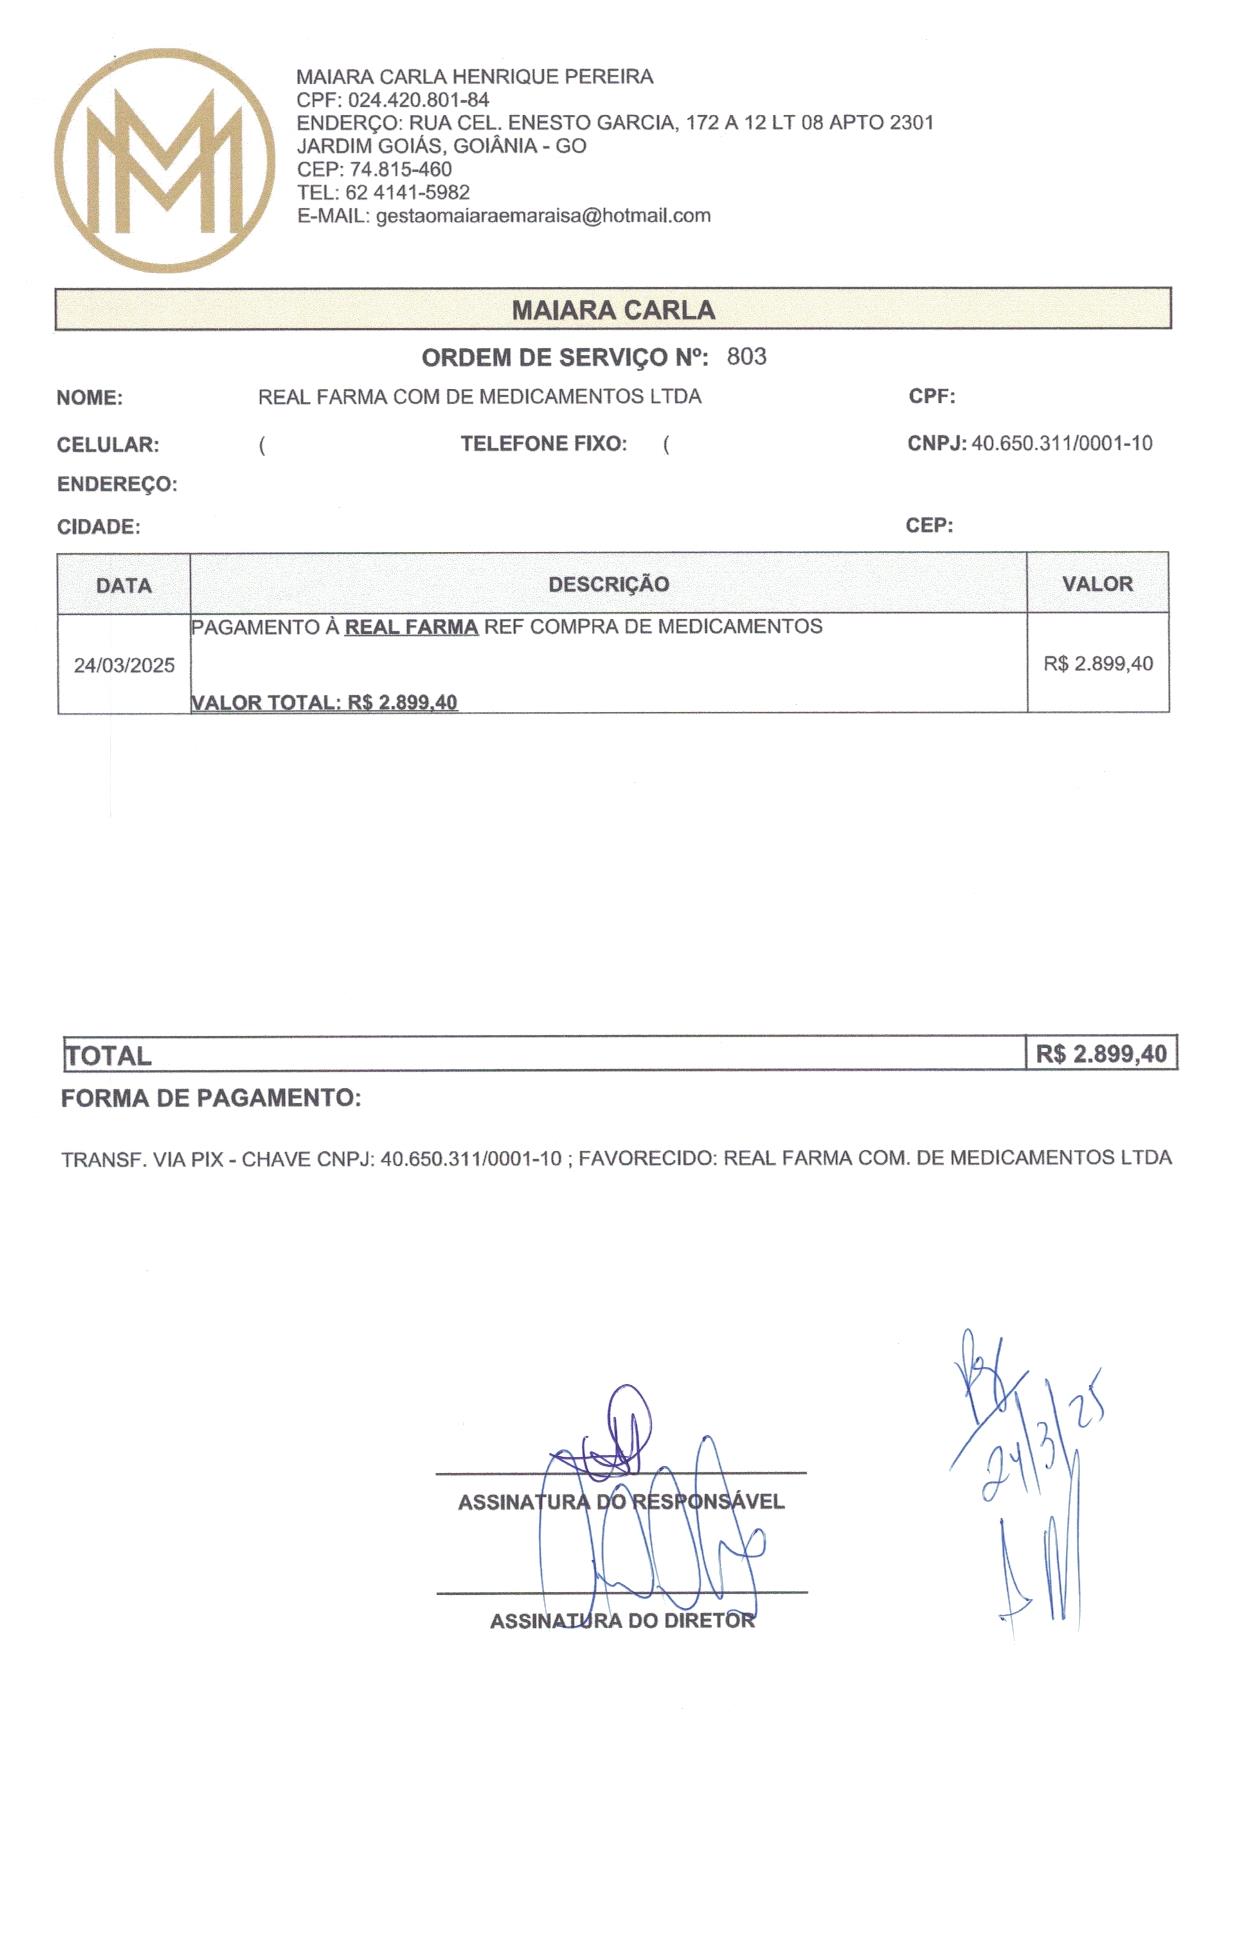 MAIARA CARLA HENRIQUE PEREIRA
CPF: 024.420.801-84
ENDERÇO: RUA CEL. ENESTO GARCIA, 172 A 12 LT 08 APTO 2301
JARDIM GOIÁS, GOIÂNIA - GO
CEP: 74.815-460
TEL: 62 4141-5982
E-MAIL: gestaomaiaraemaraisa@hotmail.com
MAIARA CARLA
ORDEM DE SERVIÇO Nº: 803
NOME: REAL FARMA COM DE MEDICAMENTOS LTDA CPF:
CELULAR: ( TELEFONE FIXO: ( CNPJ: 40.650.311/0001-10
ENDEREÇO:
CIDADE: CEP:
DATA DESCRIÇÃO VALOR
PAGAMENTO À REAL FARMA REF COMPRA DE MEDICAMENTOS
24/03/2025 R$ 2.899,40
VALOR TOTAL: R$ 2.899,40
TOTAL R$ 2.899,40
FORMA DE PAGAMENTO:
TRANSF. VIA PIX - CHAVE CNPJ: 40.650.311/0001-10 ; FAVORECIDO: REAL FARMA COM. DE MEDICAMENTOS LTDA
24/3/25
ASSINATURA DO RESPONSÁVEL
ASSINATURA DO DIRETOR